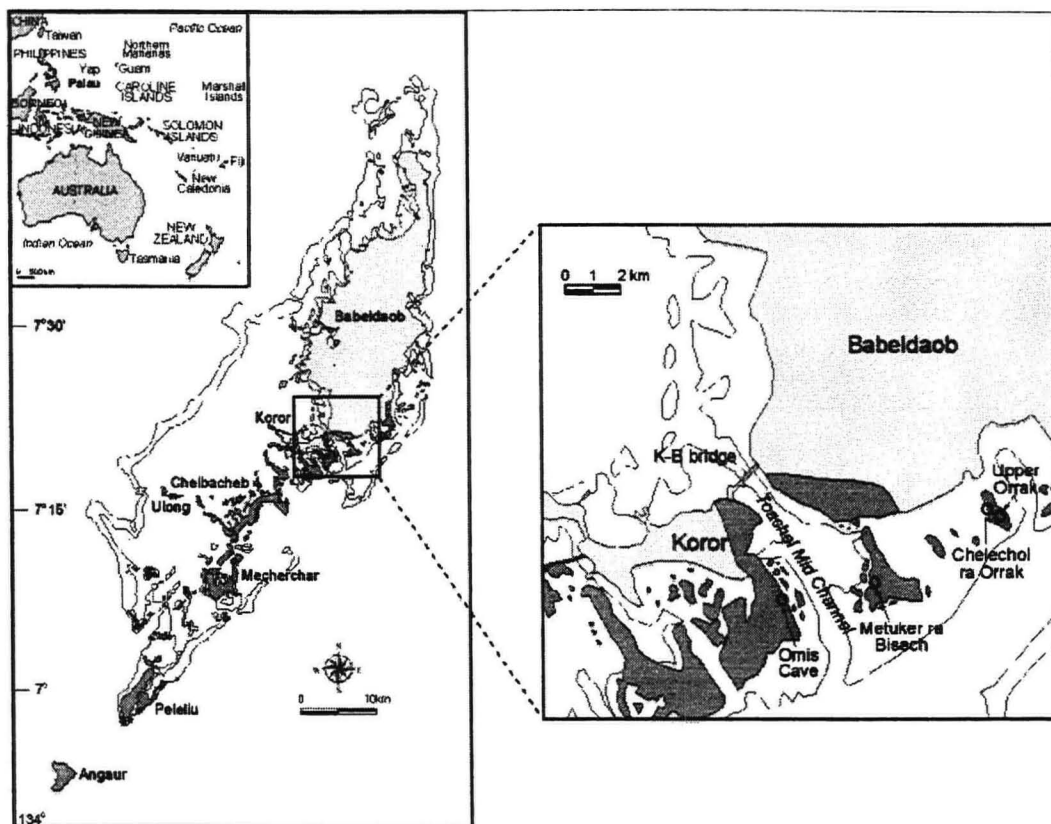 CHINA
Taiwan
Pacific Ocean
PHILIPPINES
Northern
Marianas
Yap
Guam
Palau
CAROLINE
ISLANDS
Marshall
Islands
BORNEO
INDONESIA
NEW
GUINEA
SOLOMON
ISLANDS
Vanuatu
Fiji
New
Caledonia
AUSTRALIA
Indian Ocean
NEW
ZEALAND
Tasmania
7°30'
Babeldaob
Koror
Chelbacheb
Ulong
7°15'
Mecherchar
N
W E
S
0 10km
7°
Peleliu
Angaur
134°
0 1 2 km
Babeldaob
K-B bridge
Toachel Mid Channel
Koror
Upper
Orrak
Chelechol
ra Orrak
Metuker ra
Bisech
Omis
Cave